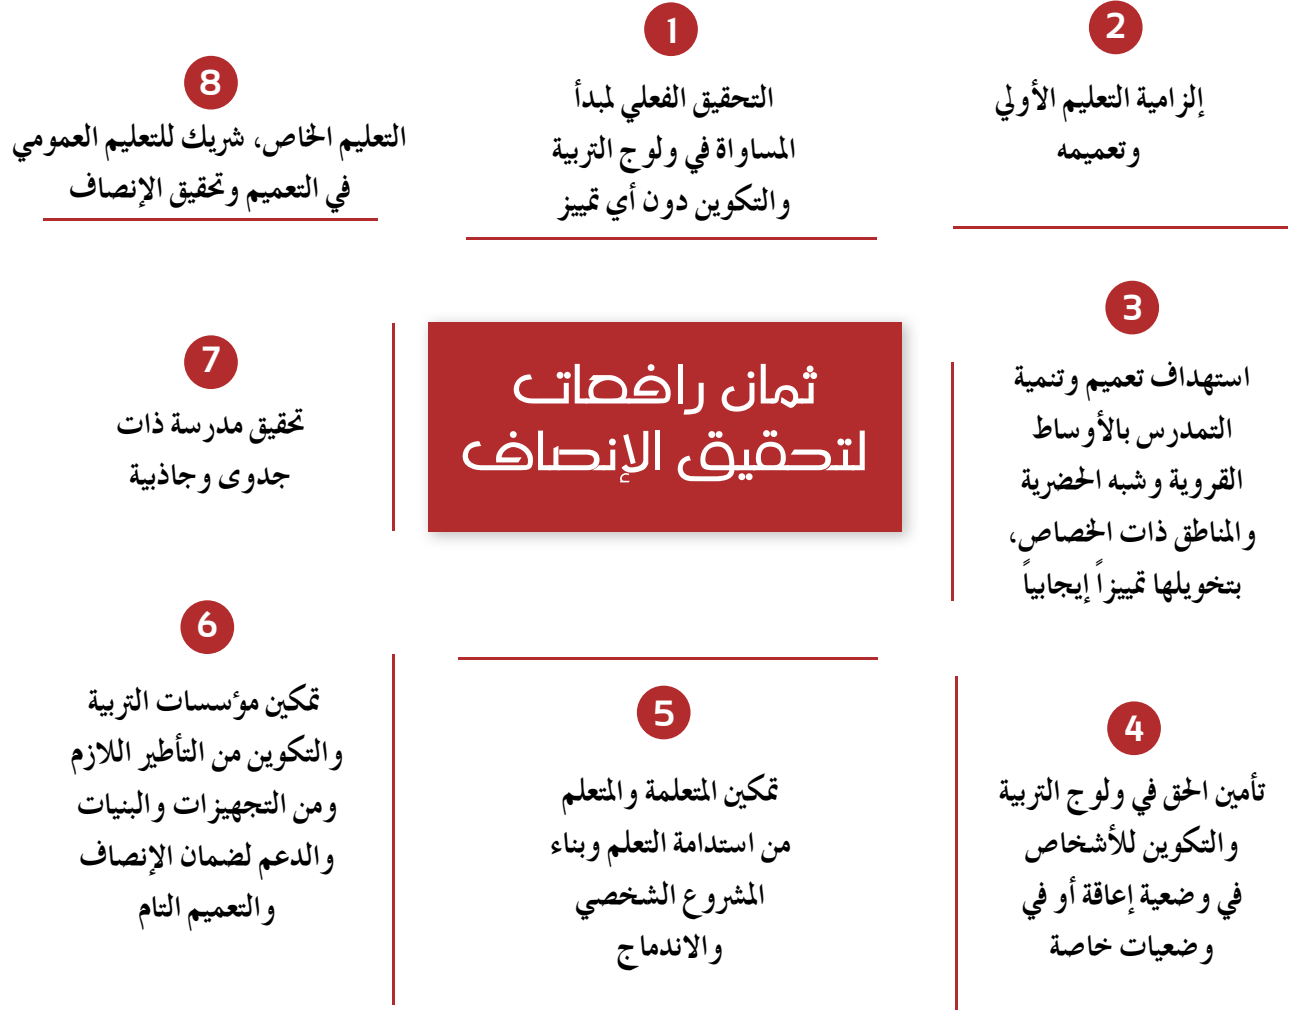 ثمان رافعات
لتحقيق الإنصاف
1
التحقيق الفعلي لمبدأ
المساواة في ولوج التربية
والتكوين دون أي تمييز
2
إلزامية التعليم الأولي
وتعميمه
3
استهداف تعميم وتنمية
التمدرس بالأوساط
القروية وشبه الحضرية
والمناطق ذات الخصاص،
بتخويلها تمييزاً إيجابياً
4
تأمين الحق في ولوج التربية
والتكوين للأشخاص
في وضعية إعاقة أو في
وضعيات خاصة
5
تمكين المتعلمة والمتعلم
من استدامة التعلم وبناء
المشروع الشخصي
والاندماج
6
تمكين مؤسسات التربية
والتكوين من التأطير اللازم
ومن التجهيزات والبنيات
والدعم لضمان الإنصاف
والتعميم التام
7
تحقيق مدرسة ذات
جدوى وجاذبية
8
التعليم الخاص، شريك للتعليم العمومي
في التعميم وتحقيق الإنصاف